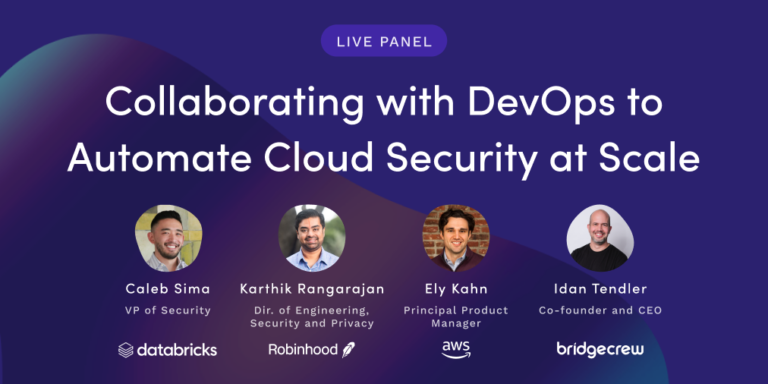 LIVE PANEL
Collaborating with DevOps to
Automate Cloud Security at Scale
Caleb Sima
VP of Security
databricks
Karthik Rangarajan
Dir. of Engineering,
Security and Privacy
Robinhood
Ely Kahn
Principal Product
Manager
aws
Idan Tendler
Co-founder and CEO
bridgecrew